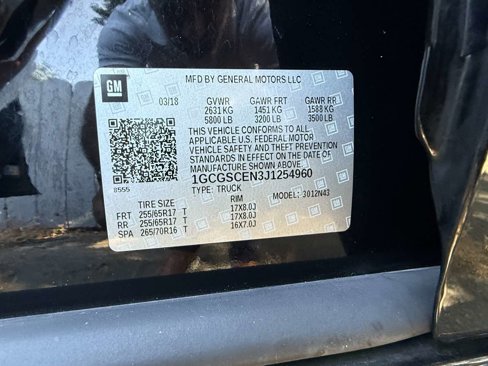 GM
MFD BY GENERAL MOTORS LLC
03/18 GVWR GAWR FRT GAWR RR
2631 KG 1451 KG 1588 KG
5800 LB 3200 LB 3500 LB
THIS VEHICLE CONFORMS TO ALL
APPLICABLE U.S. FEDERAL MOTOR
VEHICLE SAFETY AND THEFT PREVENTION
STANDARDS IN EFFECT ON THE DATE OF
MANUFACTURE SHOWN ABOVE.
1GCGSCEN3J1254960
8555 TYPE: TRUCK MODEL: 3012N43
TIRE SIZE RIM
FRT 255/65R17 T 17X8.0J
RR 255/65R17 T 17X8.0J
SPA 265/70R16 T 16X7.0J